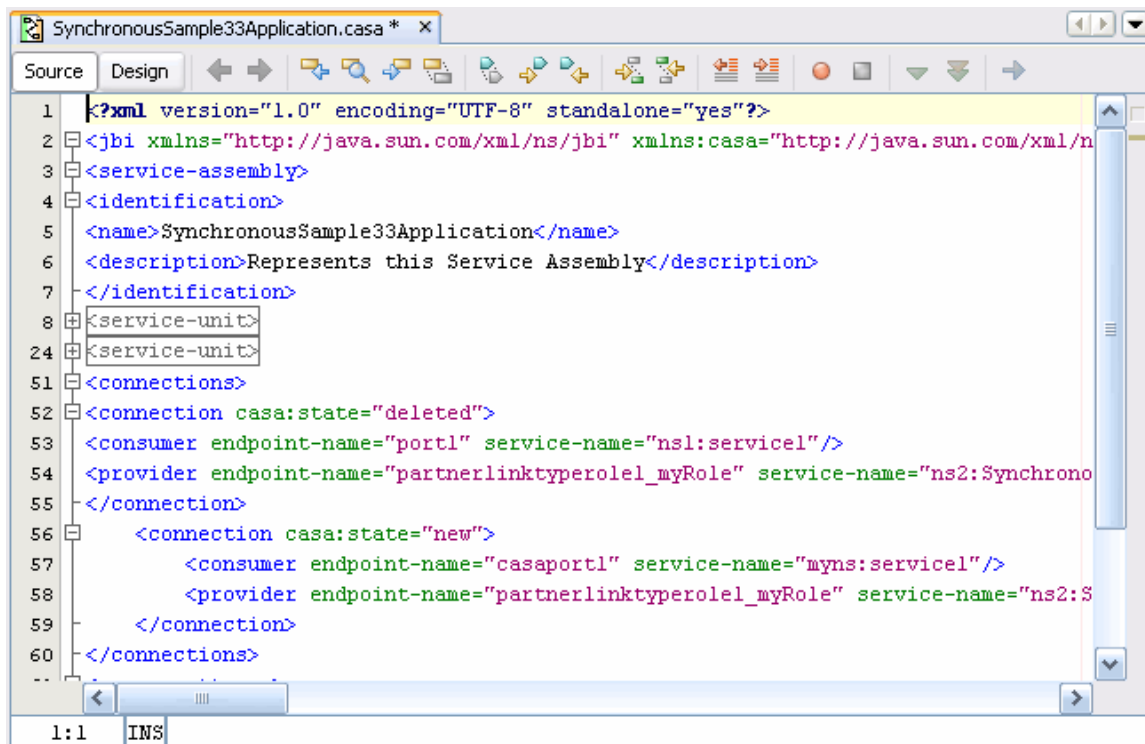 SynchronousSample33Application.casa *
Source Design
1 <?xml version="1.0" encoding="UTF-8" standalone="yes"?>
2 <jbi xmlns="http://java.sun.com/xml/ns/jbi" xmlns:casa="http://java.sun.com/xml/n
3 <service-assembly>
4 <identification>
5 <name>SynchronousSample33Application</name>
6 <description>Represents this Service Assembly</description>
7 </identification>
8 <service-unit>
24 <service-unit>
51 <connections>
52 <connection casa:state="deleted">
53 <consumer endpoint-name="port1" service-name="ns1:service1"/>
54 <provider endpoint-name="partnerlinktyperole1_myRole" service-name="ns2:Synchrono
55 </connection>
56 <connection casa:state="new">
57 <consumer endpoint-name="casaport1" service-name="myns:service1"/>
58 <provider endpoint-name="partnerlinktyperole1_myRole" service-name="ns2:S
59 </connection>
60 </connections>
1:1 INS